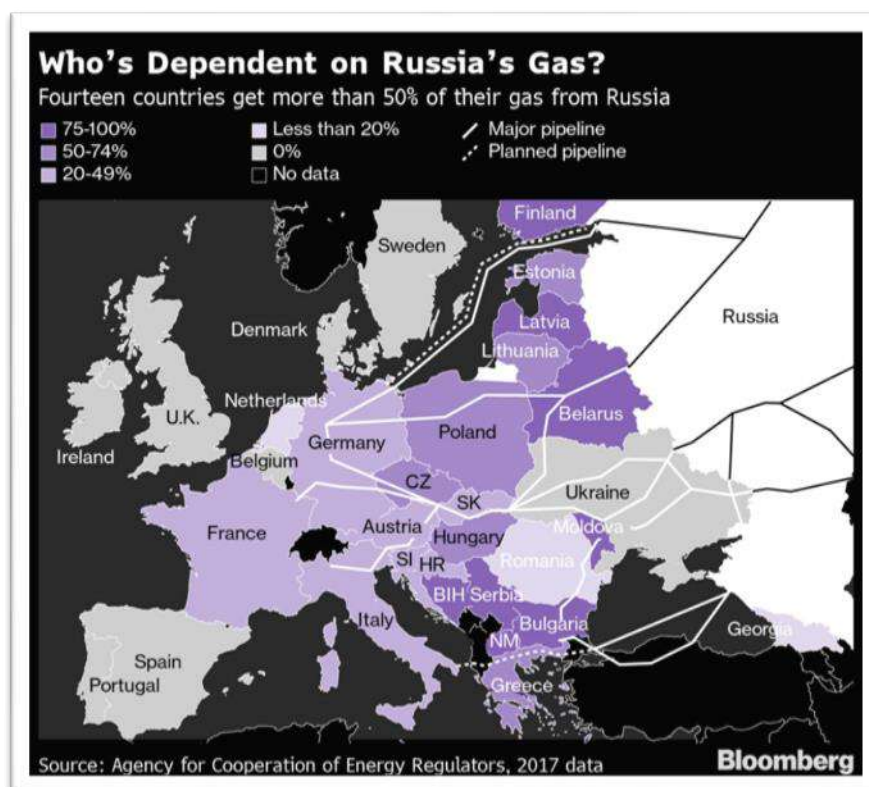 Who's Dependent on Russia's Gas?
Fourteen countries get more than 50% of their gas from Russia
75-100%
50-74%
20-49%
Less than 20%
0%
No data
Major pipeline
Planned pipeline
Finland
Sweden
Estonia
Russia
Latvia
Denmark
Lithuania
Netherlands
U.K.
Belarus
Poland
Germany
Ireland
Belgium
CZ
Ukraine
SK
France
Austria
Moldova
Hungary
SI
HR
Romania
BIH
Serbia
Italy
Bulgaria
Georgia
NM
Spain
Portugal
Greece
Source: Agency for Cooperation of Energy Regulators, 2017 data
Bloomberg